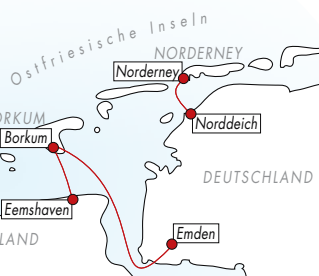 Ostfriesische Inseln
NORDERNEY
Norderney
ORKUM
Norddeich
Borkum
DEUTSCHLAND
Eemshaven
Emden
LAND